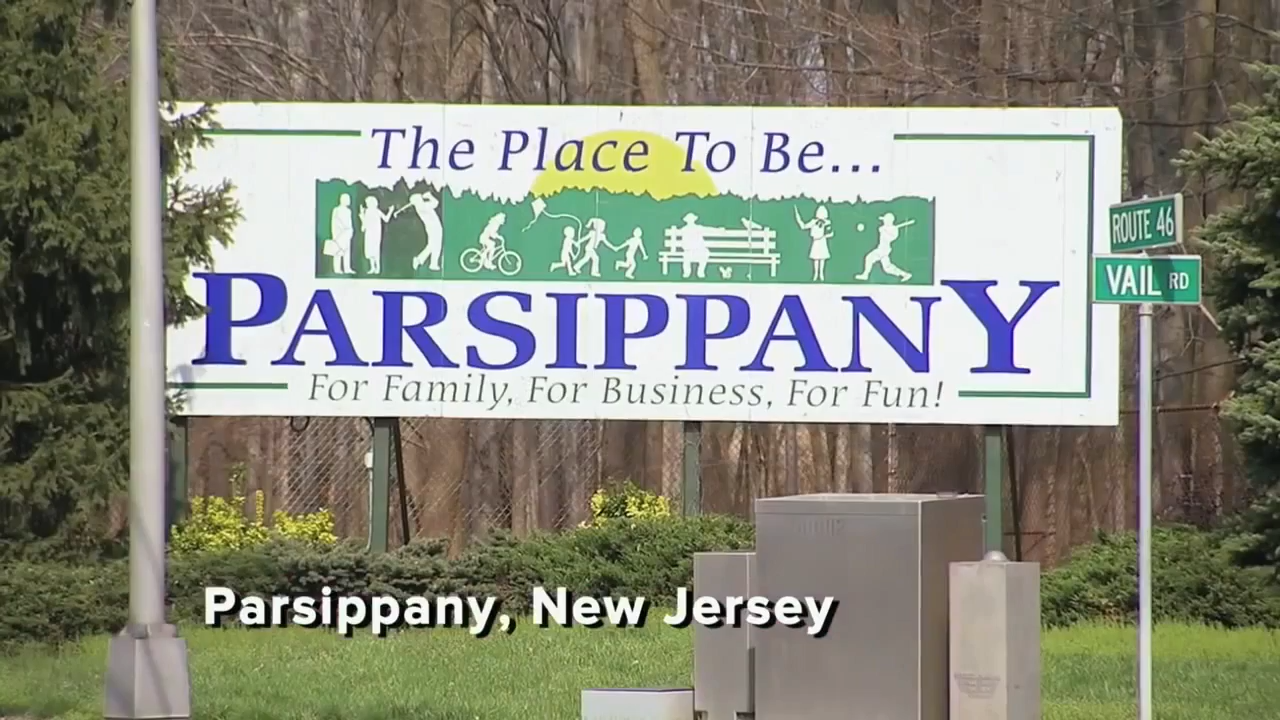 The Place To Be...
PARSIPPANY
For Family, For Business, For Fun!
ROUTE 46
VAIL RD
Parsippany, New Jersey